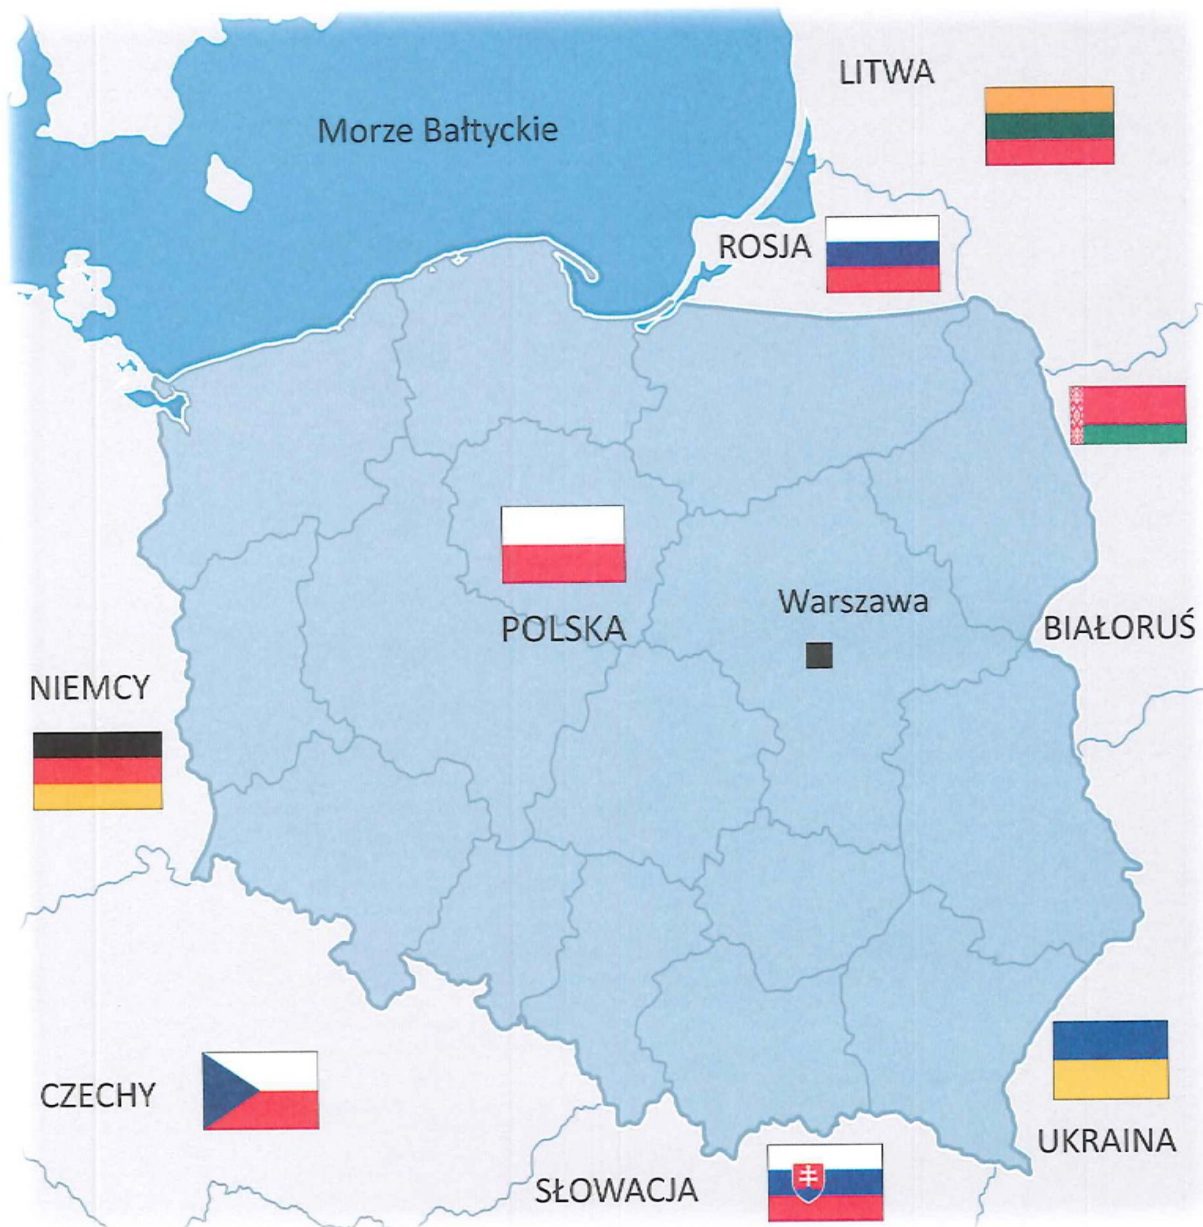 LITWA
Morze Bałtyckie
ROSJA
Warszawa
POLSKA
BIAŁORUŚ
NIEMCY
CZECHY
UKRAINA
SŁOWACJA